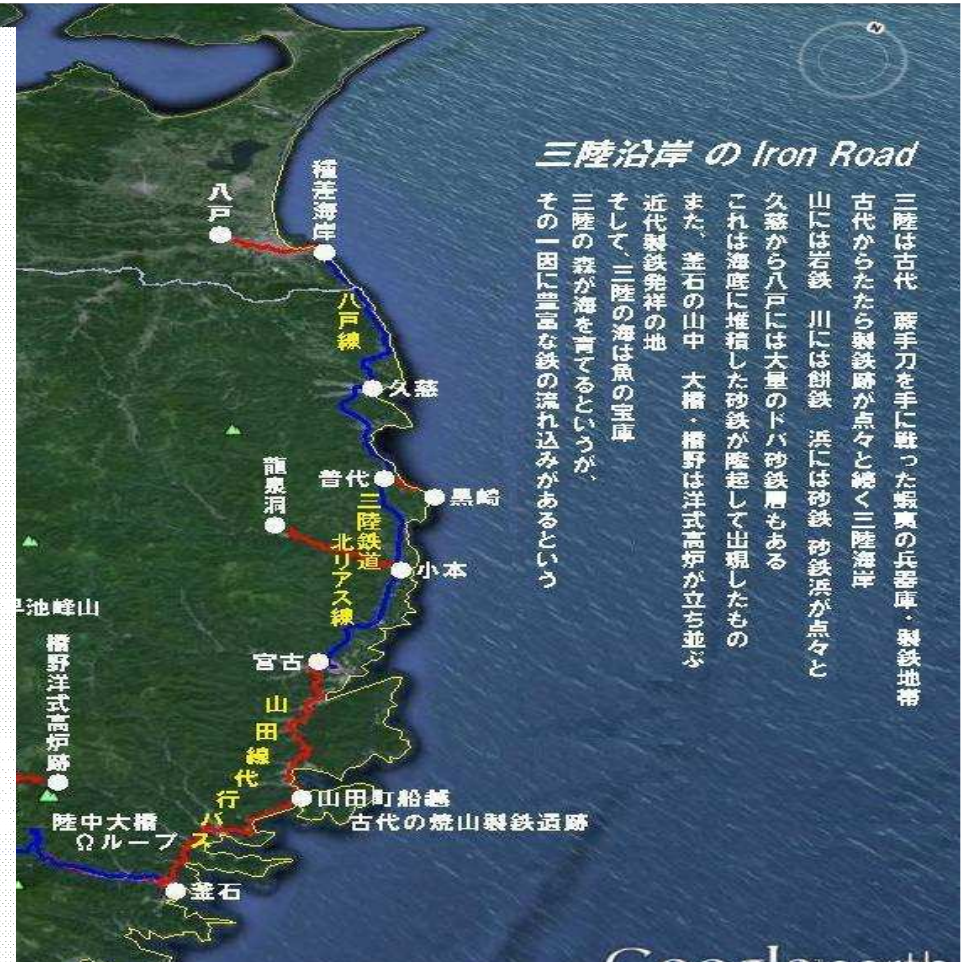 三陸沿岸 の Iron Road
三陸は古代 蕨手刀を手に戦った蝦夷の兵器庫・製鉄地帯
古代からたたら製鉄跡が点々と続く三陸海岸
山には岩鉄 川には餅鉄 浜には砂鉄 砂鉄浜が点々と
久慈から八戸には大量のドバ砂鉄層もある
これは海底に堆積した砂鉄が隆起して出現したもの
また、釜石の山中 大橋・橋野は洋式高炉が立ち並ぶ
近代製鉄発祥の地
そして、三陸の海は魚の宝庫
三陸の 森が海を育てるというが、
その一因に豊富な鉄の流れ込みがあるという
N
八戸
種差海岸
八戸線
久慈
普代
黒崎
龍泉洞
三陸鉄道
北リアス線
小本
早池峰山
宮古
橋野洋式高炉跡
山田線代行バス
山田町船越
古代の焼山製鉄遺跡
陸中大橋
Ωループ
釜石
Google earth